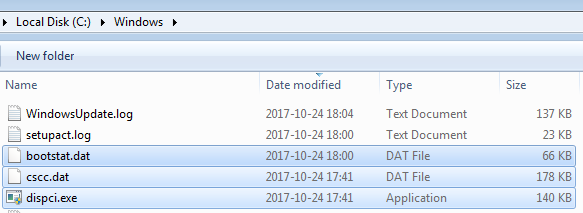 Local Disk (C:) Windows
New folder
Name Date modified Type Size
WindowsUpdate.log 2017-10-24 18:04 Text Document 137 KB
setupact.log 2017-10-24 18:00 Text Document 23 KB
bootstat.dat 2017-10-24 18:00 DAT File 66 KB
cscc.dat 2017-10-24 17:41 DAT File 178 KB
dispci.exe 2017-10-24 17:41 Application 140 KB